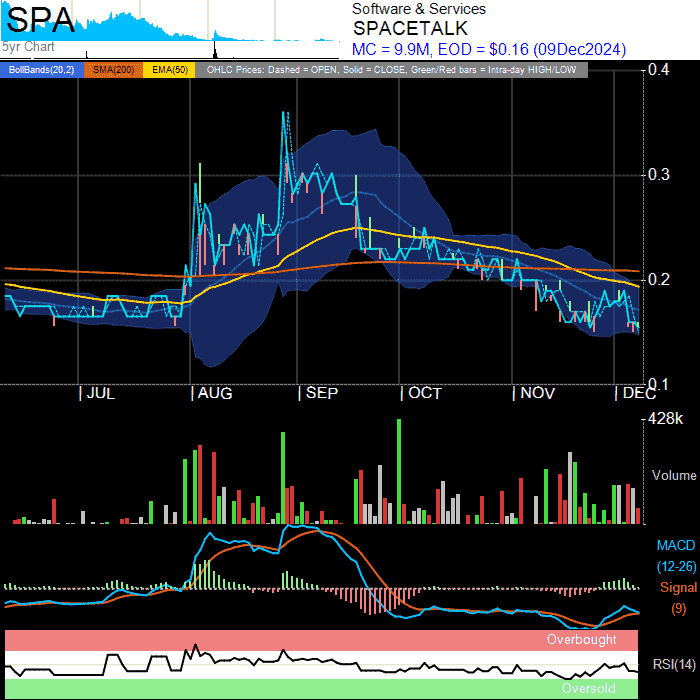 SPA
5yr Chart
Software & Services
SPACETALK
MC = 9.9M, EOD = $0.16 (09Dec2024)
BollBands(20,2) SMA(200) EMA(50) OHLC Prices: Dashed = OPEN, Solid = CLOSE, Green/Red bars = Intra-day HIGH/LOW
0.4
0.3
0.2
0.1
JUL AUG SEP OCT NOV DEC
428k
Volume
MACD
(12-26)
Signal
(9)
Overbought
RSI(14)
Oversold